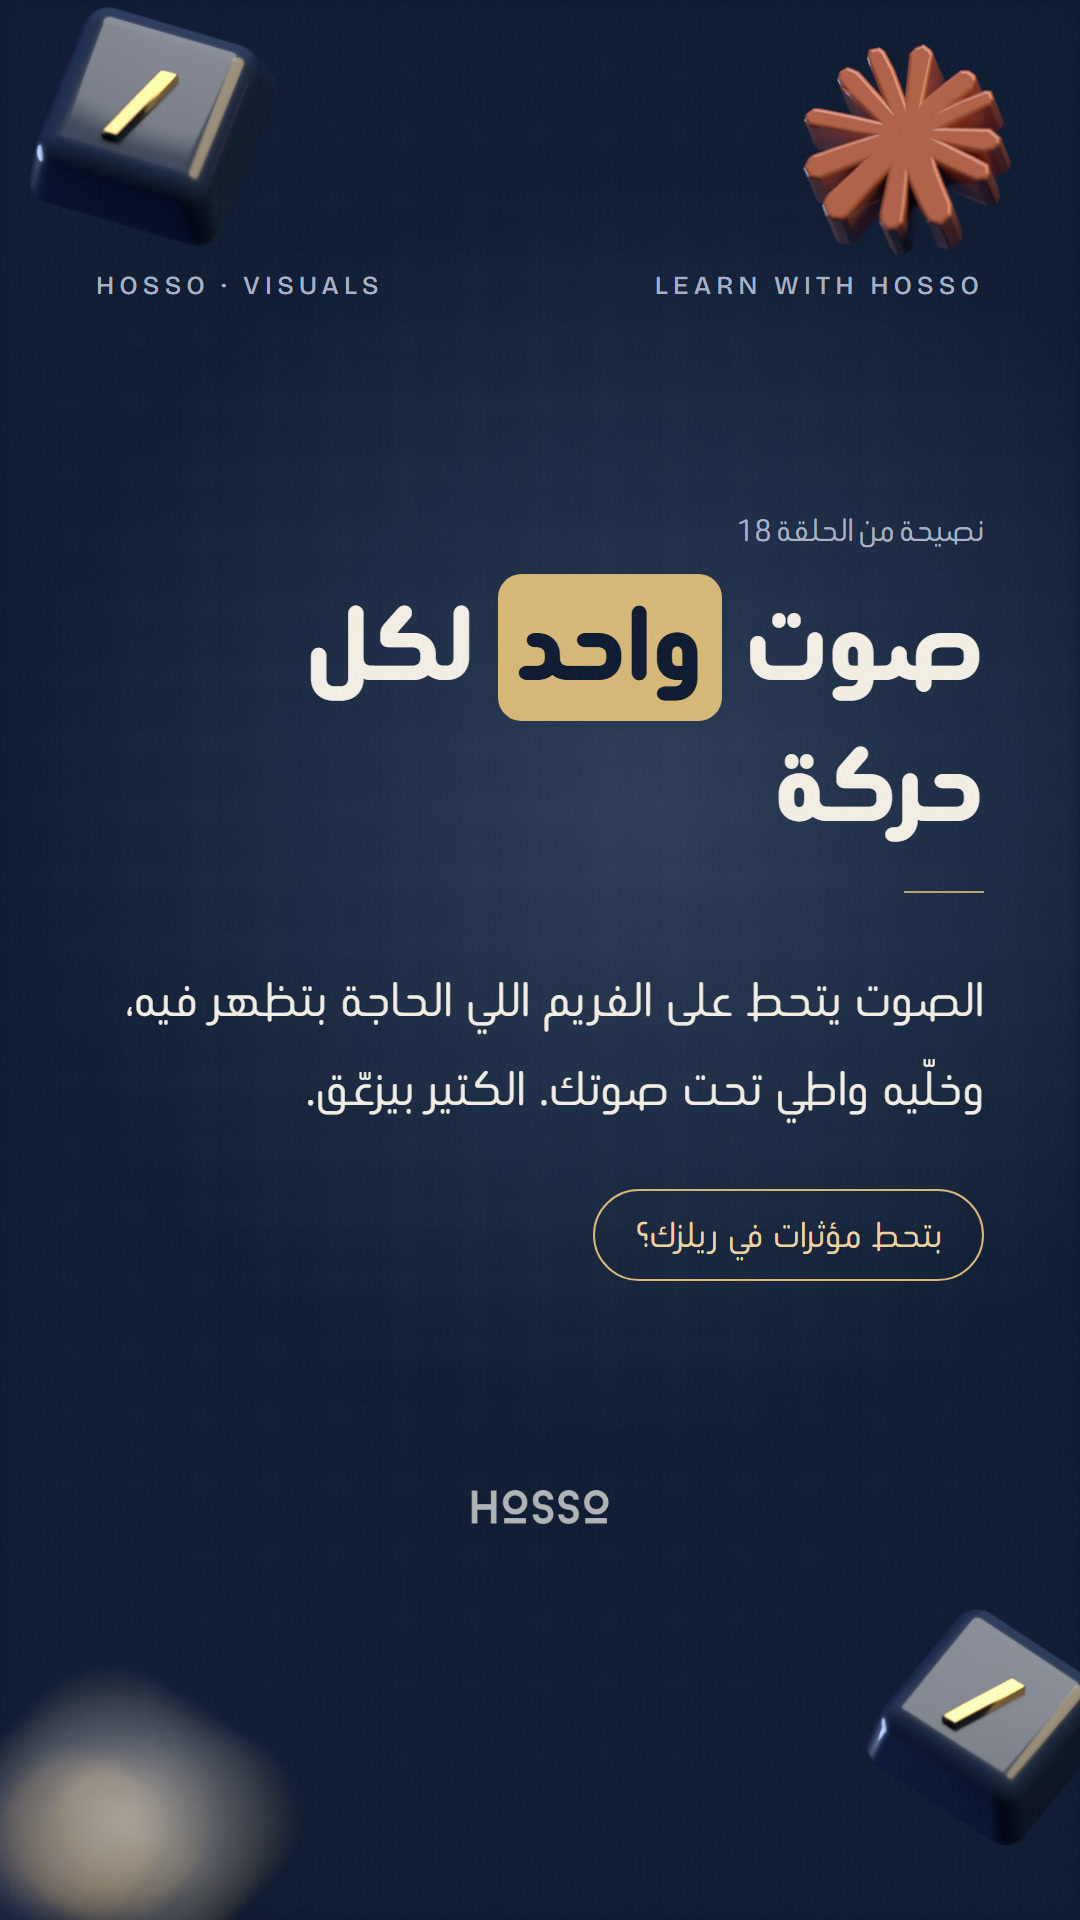 HOSSO · VISUALS
LEARN WITH HOSSO
نصيحة من الحلقة 18
صوت واحد لكل
حركة
الصوت يتحط على الفريم اللي الحاجة بتظهر فيه،
وخلّيه واطي تحت صوتك. الكتير بيزعّق.
بتحط مؤثرات في ريلزك؟
HOSSO